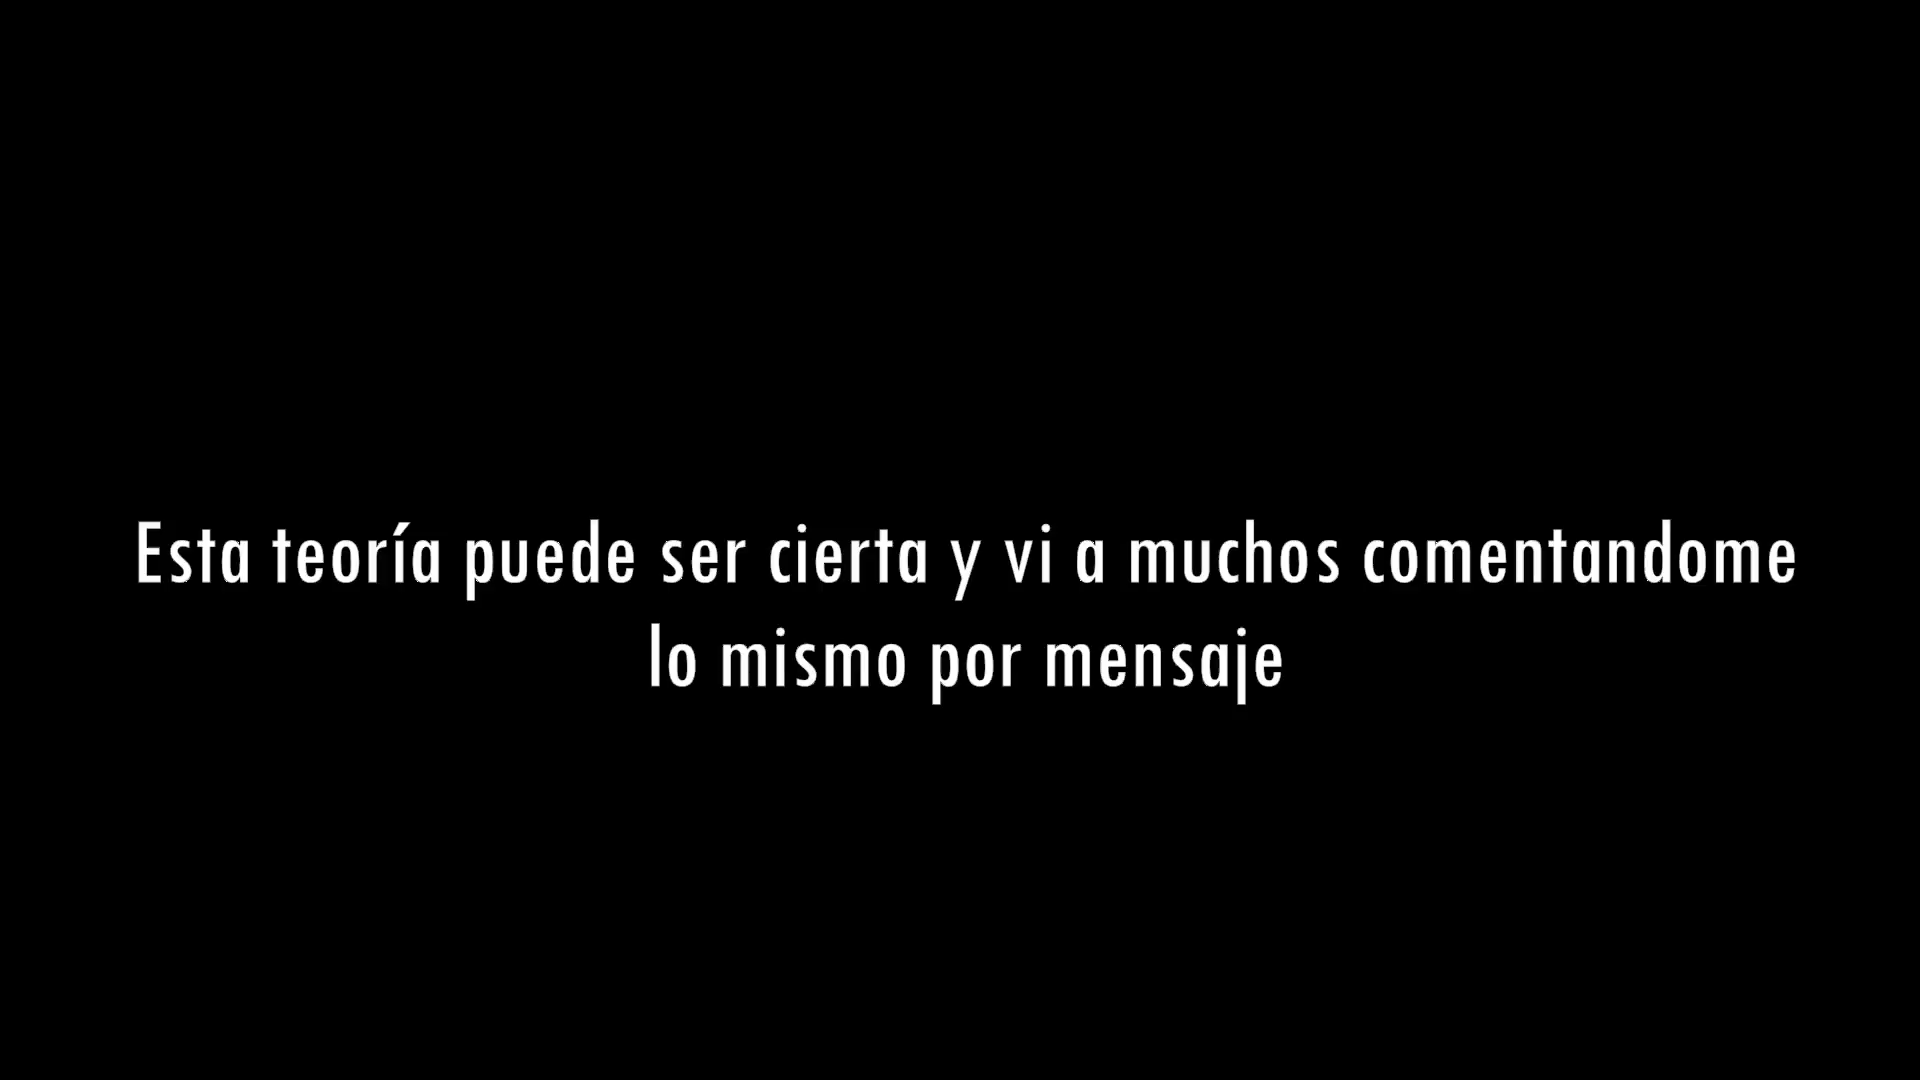 Esta teoría puede ser cierta y vi a muchos comentandome
lo mismo por mensaje